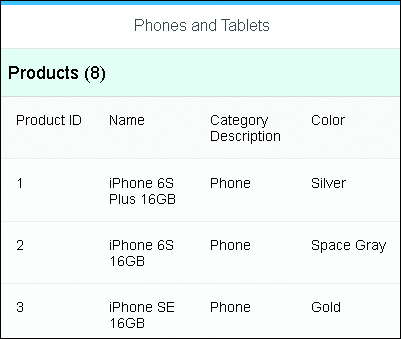 Phones and Tablets
Products (8)
Product ID Name Category Description Color
1 iPhone 6S Plus 16GB Phone Silver
2 iPhone 6S 16GB Phone Space Gray
3 iPhone SE 16GB Phone Gold